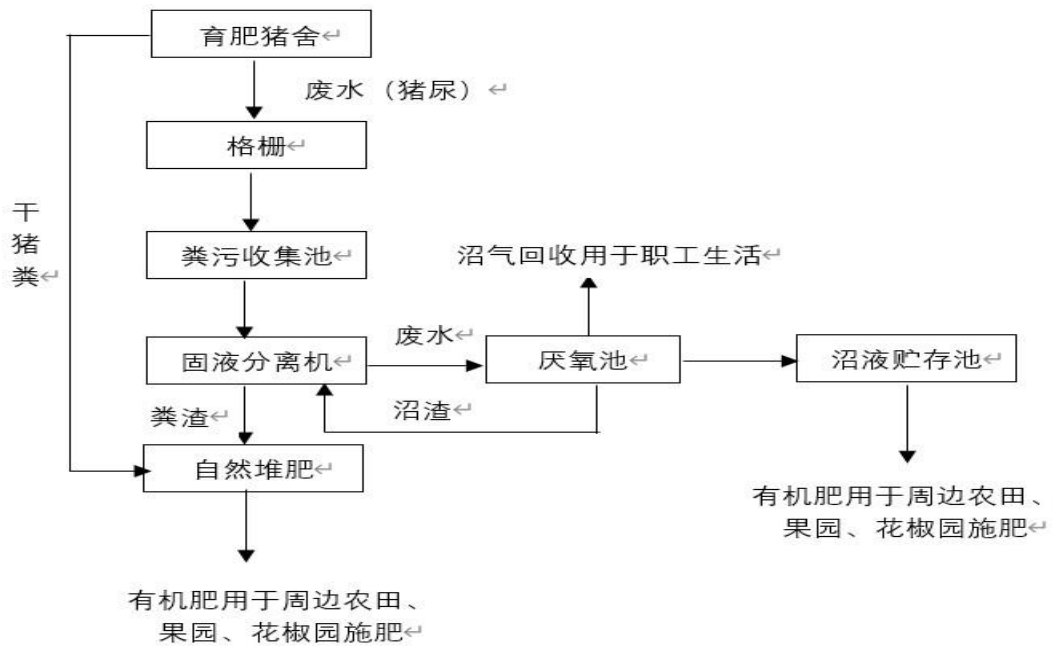 育肥猪舍↵
废水（猪尿）↵
格栅↵
干
猪
粪↵
粪污收集池↵
沼气回收用于职工生活↵
固液分离机↵
废水↵
厌氧池↵
沼液贮存池↵
沼渣↵
粪渣↵
自然堆肥↵
有机肥用于周边农田、
果园、花椒园施肥↵
有机肥用于周边农田、
果园、花椒园施肥↵